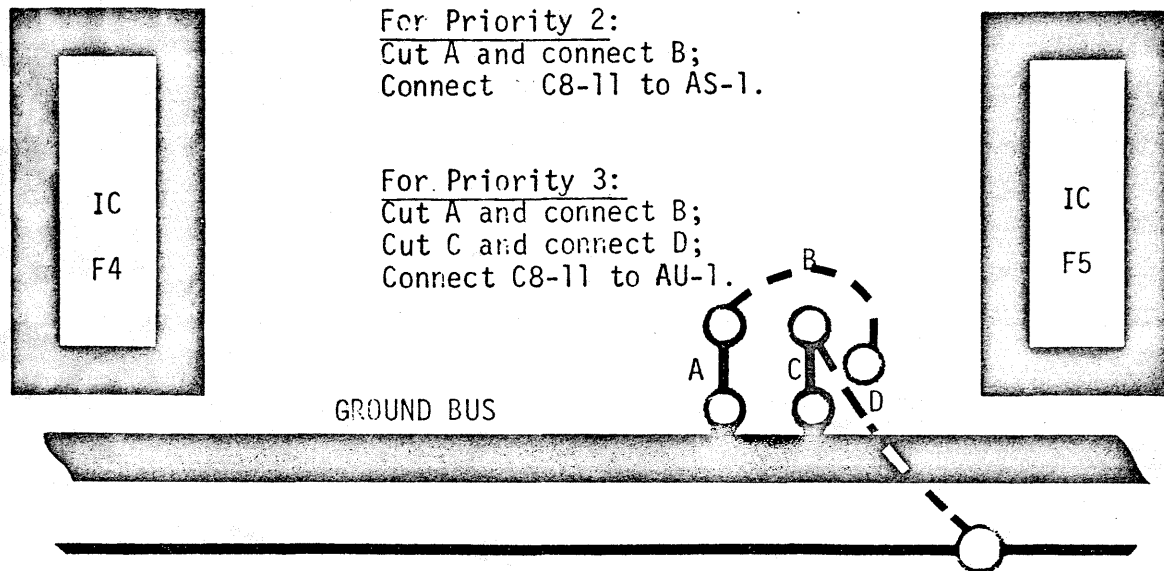 For Priority 2:
Cut A and connect B;
Connect C8-11 to AS-1.
For Priority 3:
Cut A and connect B;
Cut C and connect D;
Connect C8-11 to AU-1.
IC
F4
IC
F5
B
A
C
D
GROUND BUS